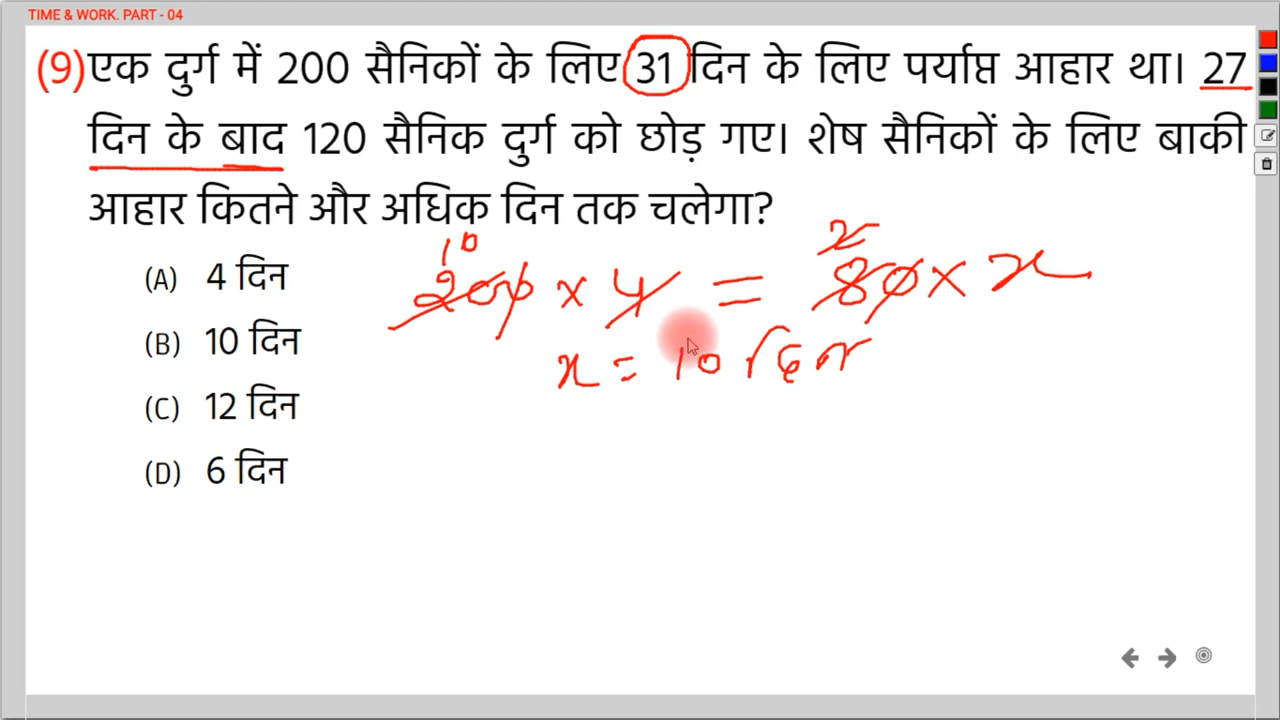 TIME & WORK. PART - 04
(9) एक दुर्ग में 200 सैनिकों के लिए 31 दिन के लिए पर्याप्त आहार था। 27
दिन के बाद 120 सैनिक दुर्ग को छोड़ गए। शेष सैनिकों के लिए बाकी
आहार कितने और अधिक दिन तक चलेगा?
10 2
(A) 4 दिन
200 × 4 = 80 × x
(B) 10 दिन
x = 10 दिन
(C) 12 दिन
(D) 6 दिन